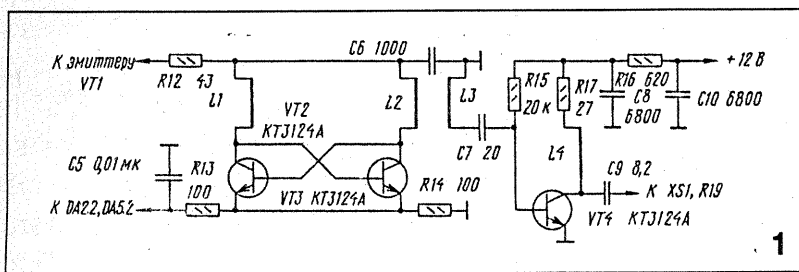 К эмиттеру
VT1
R12 43
C6 1000
L1
L2
L3
VT2
КТ3124А
C5 0,01 мк
R13
100
VT3 КТ3124А
R14 100
К DA2.2, DA5.2
C7 20
R15
20 к
R17
27
R16 620
C8
6800
+12 В
C10 6800
L4
C9 8,2
К XS1, R19
VT4 КТ3124А
1